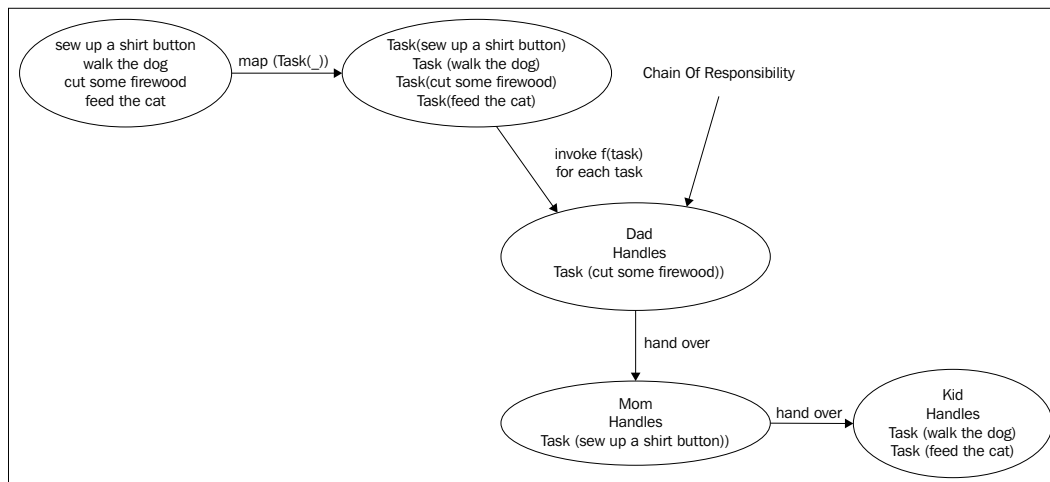 sew up a shirt button
walk the dog
cut some firewood
feed the cat
map (Task(_))
Task(sew up a shirt button)
Task (walk the dog)
Task(cut some firewood)
Task(feed the cat)
Chain Of Responsibility
invoke f(task)
for each task
Dad
Handles
Task (cut some firewood))
hand over
Mom
Handles
Task (sew up a shirt button))
hand over
Kid
Handles
Task (walk the dog)
Task (feed the cat)